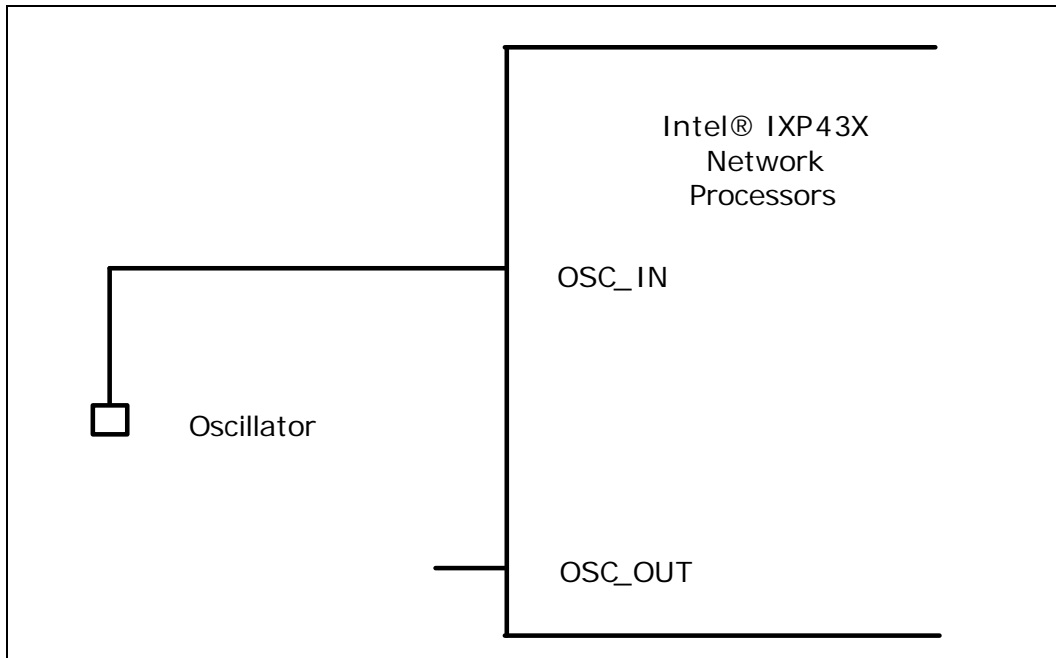 Intel® IXP43X
Network
Processors
OSC_IN
Oscillator
OSC_OUT